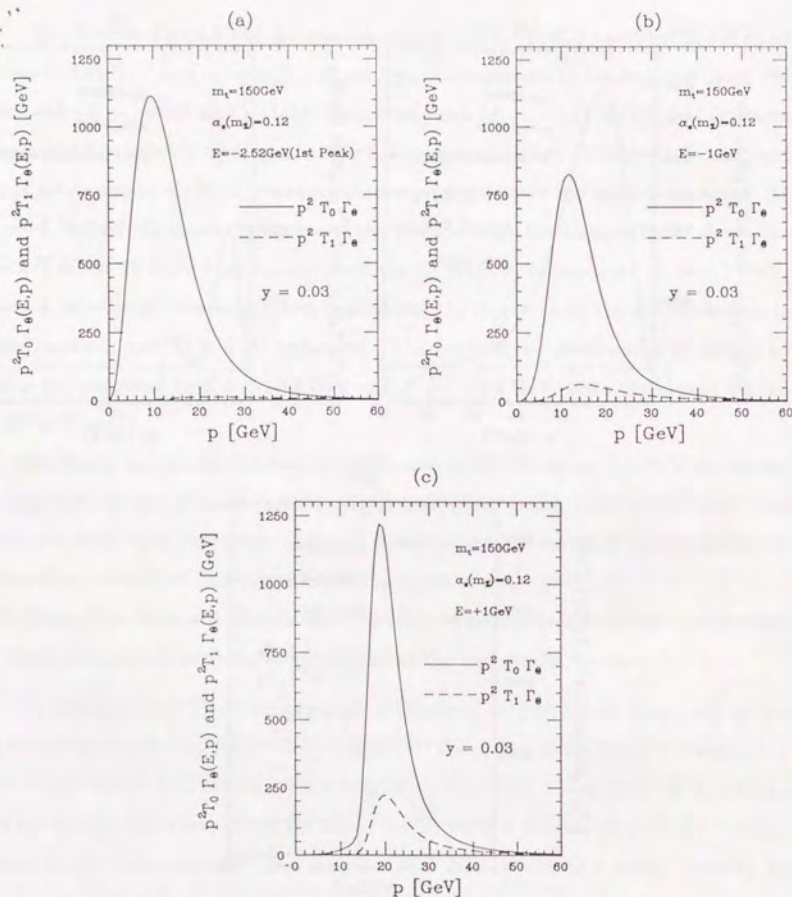 (a)
p²T₀ Γ_Θ(E,p) and p²T₁ Γ_Θ(E,p) [GeV]
1250
1000
750
500
250
0
m_t=150GeV
α_s(m_Z)=0.12
E=-2.52GeV(1st Peak)
p² T₀ Γ_Θ
p² T₁ Γ_Θ
y = 0.03
0 10 20 30 40 50 60
p [GeV]
(b)
p²T₀ Γ_Θ(E,p) and p²T₁ Γ_Θ(E,p) [GeV]
1250
1000
750
500
250
0
m_t=150GeV
α_s(m_Z)=0.12
E=-1GeV
p² T₀ Γ_Θ
p² T₁ Γ_Θ
y = 0.03
0 10 20 30 40 50 60
p [GeV]
(c)
p²T₀ Γ_Θ(E,p) and p²T₁ Γ_Θ(E,p) [GeV]
1250
1000
750
500
250
0
m_t=150GeV
α_s(m_Z)=0.12
E=+1GeV
p² T₀ Γ_Θ
p² T₁ Γ_Θ
y = 0.03
0 10 20 30 40 50 60
p [GeV]